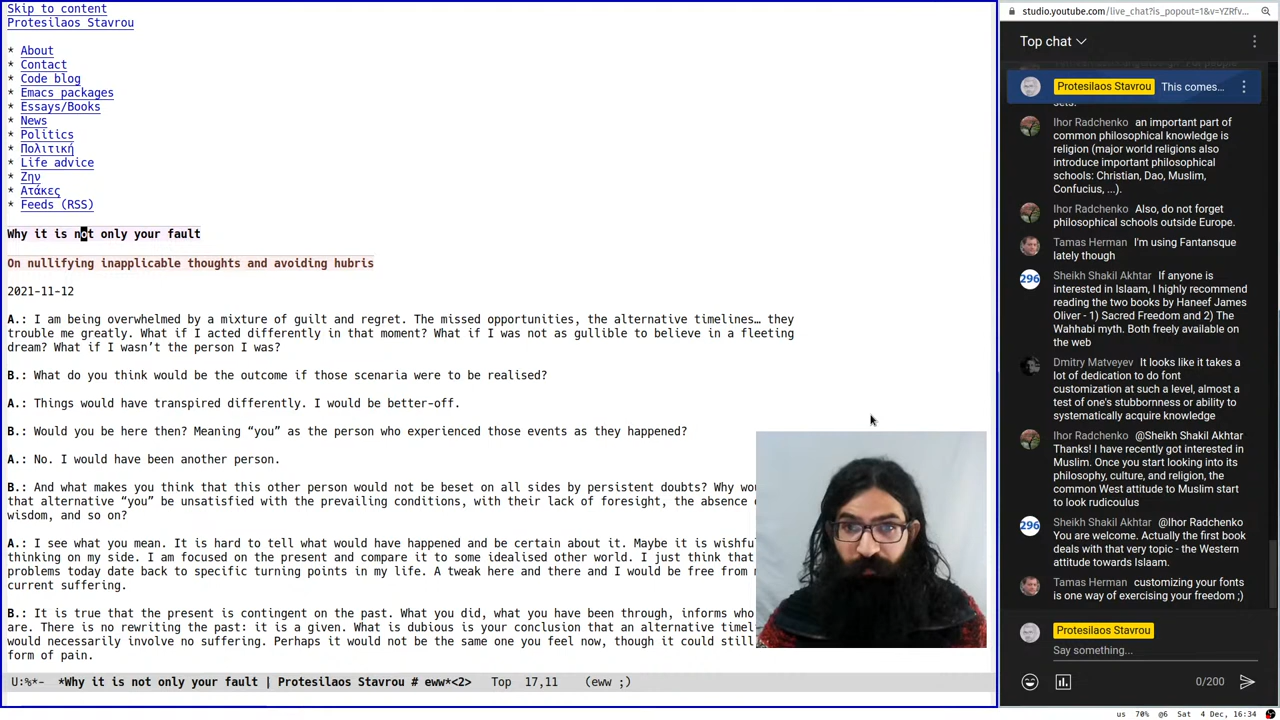 Skip to content
Protesilaos Stavrou
* About
* Contact
* Code blog
* Emacs packages
* Essays/Books
* News
* Politics
* Πολιτική
* Life advice
* Ζην
* Ατάκες
* Feeds (RSS)
Why it is not only your fault
On nullifying inapplicable thoughts and avoiding hubris
2021-11-12
A.: I am being overwhelmed by a mixture of guilt and regret. The missed opportunities, the alternative timelines… they
trouble me greatly. What if I acted differently in that moment? What if I was not as gullible to believe in a fleeting
dream? What if I wasn’t the person I was?
B.: What do you think would be the outcome if those scenaria were to be realised?
A.: Things would have transpired differently. I would be better-off.
B.: Would you be here then? Meaning “you” as the person who experienced those events as they happened?
A.: No. I would have been another person.
B.: And what makes you think that this other person would not be beset on all sides by persistent doubts? Why wou
that alternative “you” be unsatisfied with the prevailing conditions, with their lack of foresight, the absence
wisdom, and so on?
A.: I see what you mean. It is hard to tell what would have happened and be certain about it. Maybe it is wishfu
thinking on my side. I am focused on the present and compare it to some idealised other world. I just think that
problems today date back to specific turning points in my life. A tweak here and there and I would be free from
current suffering.
B.: It is true that the present is contingent on the past. What you did, what you have been through, informs who
are. There is no rewriting the past: it is a given. What is dubious is your conclusion that an alternative timel
would necessarily involve no suffering. Perhaps it would not be the same one you feel now, though it could still
form of pain.
U:%*- *Why it is not only your fault | Protesilaos Stavrou # eww*<2> Top 17,11 (eww ;)
studio.youtube.com/live_chat?is_popout=1&v=YZRfv...
Top chat
Protesilaos Stavrou This comes...
sets.
Ihor Radchenko an important part of
common philosophical knowledge is
religion (major world religions also
introduce important philosophical
schools: Christian, Dao, Muslim,
Confucius, ...).
Ihor Radchenko Also, do not forget
philosophical schools outside Europe.
Tamas Herman I'm using Fantansque
lately though
296 Sheikh Shakil Akhtar If anyone is
interested in Islaam, I highly recommend
reading the two books by Haneef James
Oliver - 1) Sacred Freedom and 2) The
Wahhabi myth. Both freely available on
the web
Dmitry Matveyev It looks like it takes a
lot of dedication to do font
customization at such a level, almost a
test of one's stubbornness or ability to
systematically acquire knowledge
Ihor Radchenko @Sheikh Shakil Akhtar
Thanks! I have recently got interested in
Muslim. Once you start looking into its
philosophy, culture, and religion, the
common West attitude to Muslim start
to look rudiculous
296 Sheikh Shakil Akhtar @Ihor Radchenko
You are welcome. Actually the first book
deals with that very topic - the Western
attitude towards Islaam.
Tamas Herman customizing your fonts
is one way of exercising your freedom ;)
Protesilaos Stavrou
Say something...
0/200
us 70% @6 Sat 4 Dec, 16:34